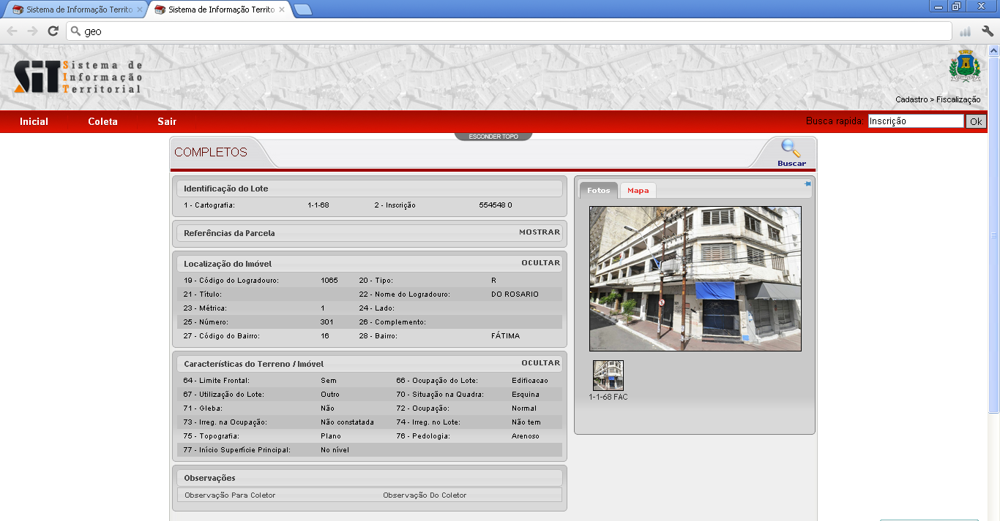 Sistema de Informação Territo
Sistema de Informação Territo
geo
SIT Sistema de
Informação
Territorial
Cadastro > Fiscalização
Inicial Coleta Sair Busca rapida: Inscrição Ok
ESCONDER TOPO
COMPLETOS
Buscar
Identificação do Lote
1 - Cartografia: 1-1-68 2 - Inscrição 554548 0
Referências da Parcela MOSTRAR
Localização do Imóvel OCULTAR
19 - Código do Logradouro: 1065 20 - Tipo: R
21 - Título: 22 - Nome do Logradouro: DO ROSARIO
23 - Métrica: 1 24 - Lado:
25 - Número: 301 26 - Complemento:
27 - Código do Bairro: 16 28 - Bairro: FÁTIMA
Características do Terreno / Imóvel OCULTAR
64 - Limite Frontal: Sem 66 - Ocupação do Lote: Edificacao
67 - Utilização do Lote: Outro 70 - Situação na Quadra: Esquina
71 - Gleba: Não 72 - Ocupação: Normal
73 - Irreg. na Ocupação: Não constatada 74 - Irreg. no Lote: Não tem
75 - Topografia: Plano 76 - Pedologia: Arenoso
77 - Início Superfície Principal: No nível
Observações
Observação Para Coletor Observação Do Coletor
Fotos Mapa
1-1-68 FAC